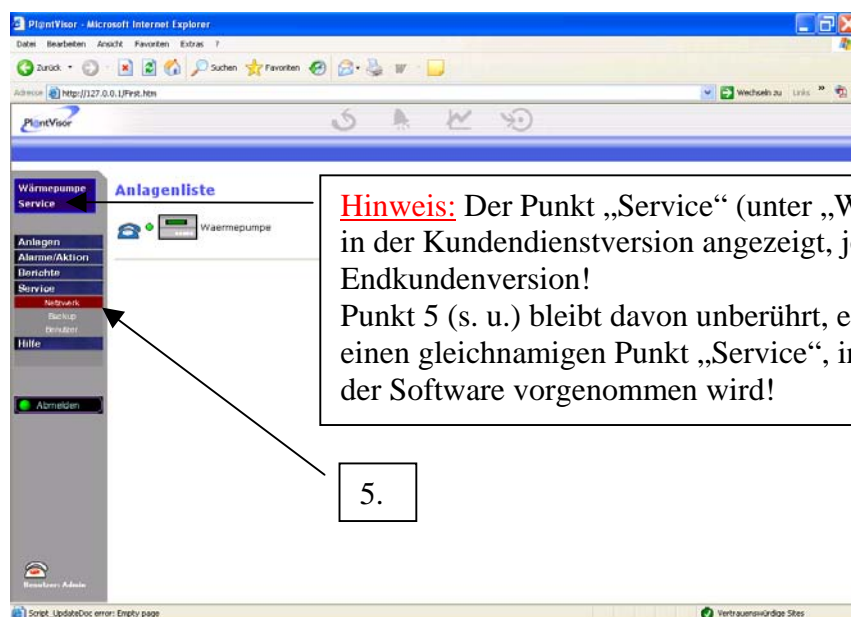 PlantVisor - Microsoft Internet Explorer
Datei Bearbeiten Ansicht Favoriten Extras ?
Zurück Suchen Favoriten
Adresse http://127.0.0.1/First.htm Wechseln zu Links »
PlantVisor
Wärmepumpe
Service
Anlagenliste
Waermepumpe
Anlagen
Alarme/Aktion
Berichte
Service
Netzwerk
Backup
Benutzer
Hilfe
Abmelden
Hinweis: Der Punkt „Service“ (unter „W
in der Kundendienstversion angezeigt, j
Endkundenversion!
Punkt 5 (s. u.) bleibt davon unberührt, e
einen gleichnamigen Punkt „Service“, i
der Software vorgenommen wird!
5.
Benutzer: Admin
Script_UpdateDoc error: Empty page Vertrauenswürdige Sites